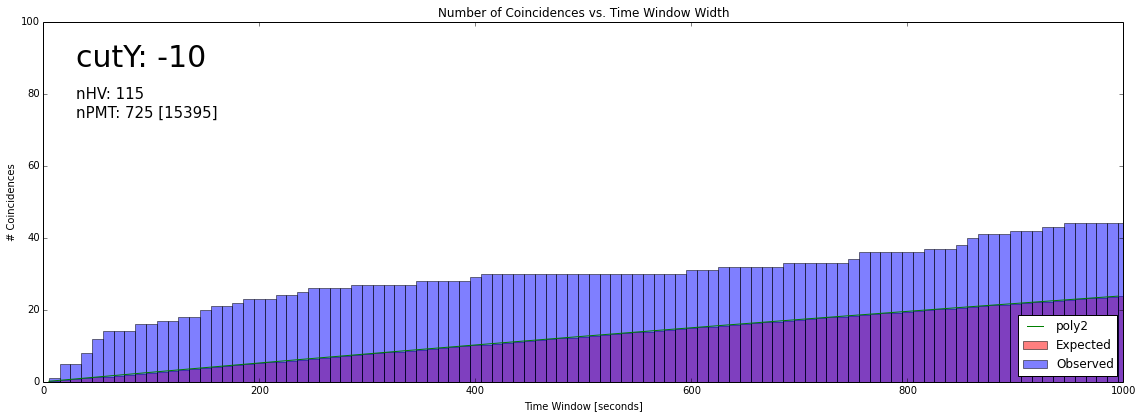 Number of Coincidences vs. Time Window Width
100
80
60
40
20
0
# Coincidences
cutY: -10
nHV: 115
nPMT: 725 [15395]
poly2
Expected
Observed
0
200
400
600
800
1000
Time Window [seconds]